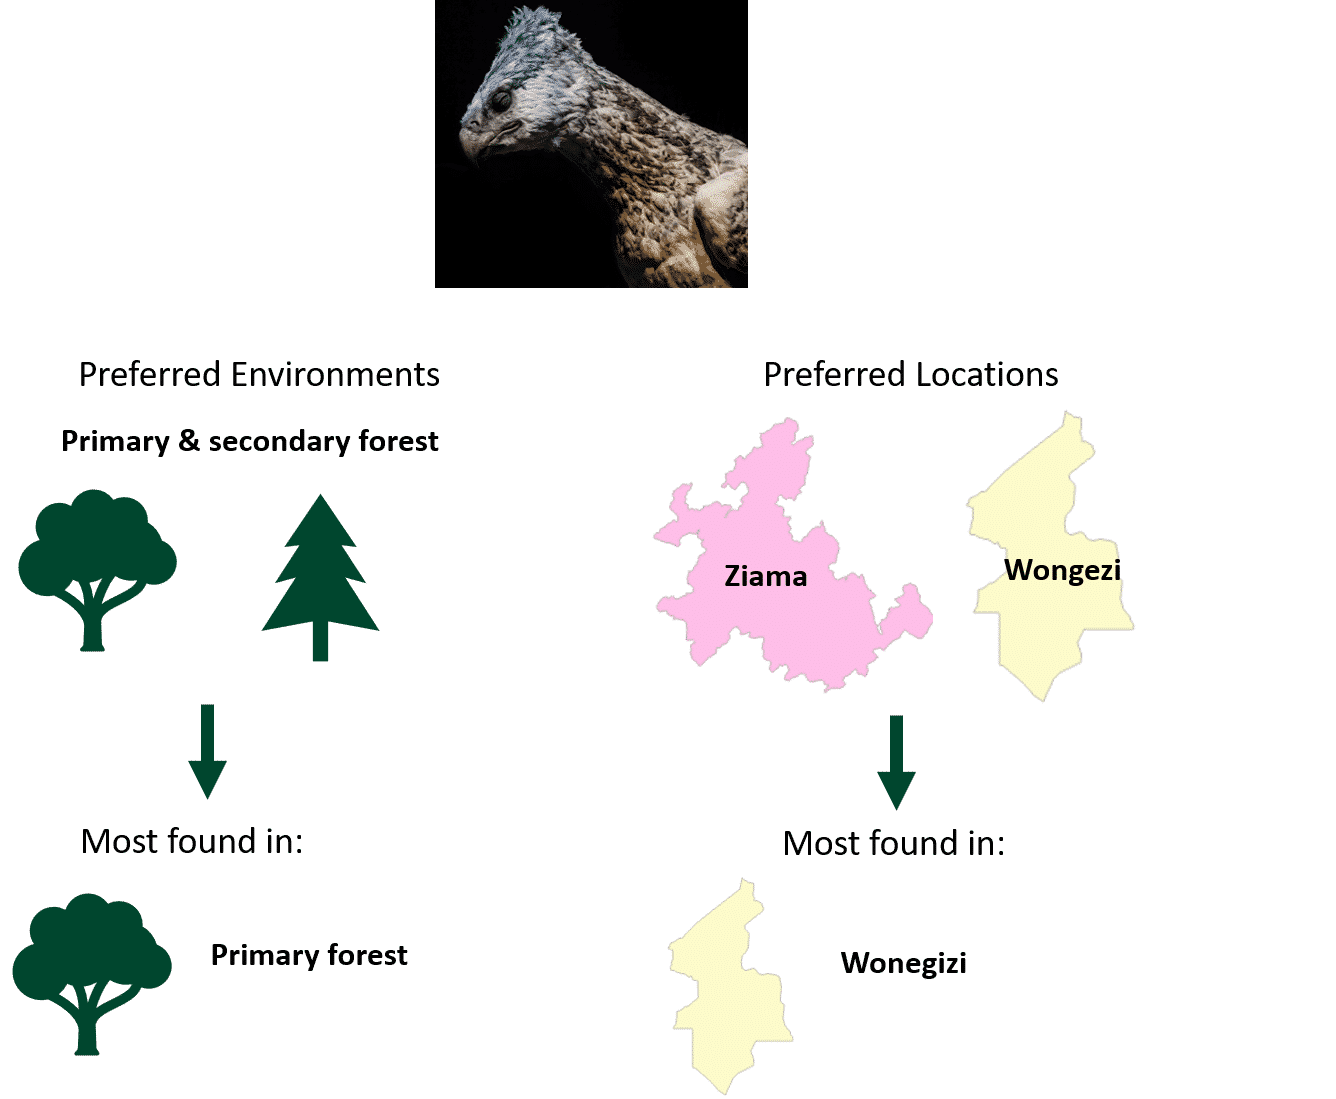 Preferred Environments
Preferred Locations
Primary & secondary forest
Ziama
Wongezi
Most found in:
Most found in:
Primary forest
Wonegizi